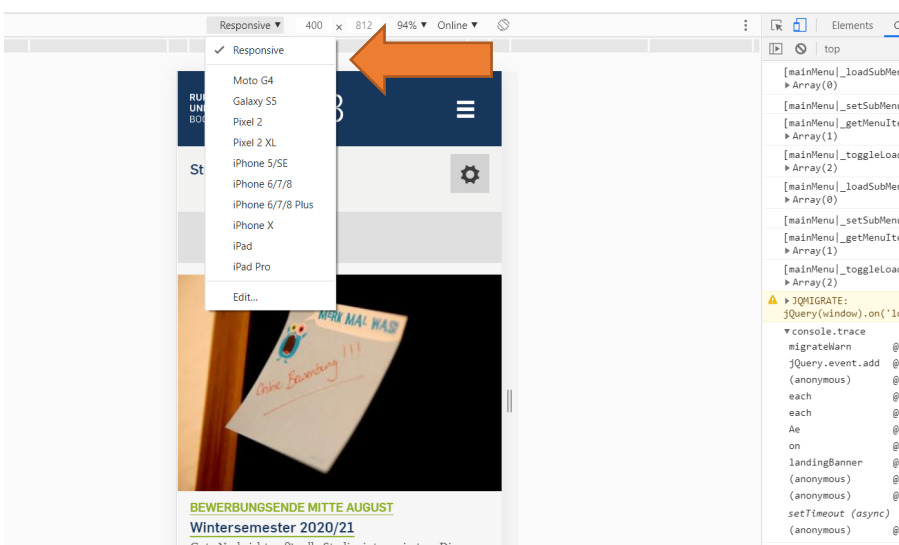 Responsive ▼ 400 x 812 94% ▼ Online ▼
Elements
✓ Responsive
Moto G4
Galaxy S5
Pixel 2
Pixel 2 XL
iPhone 5/SE
iPhone 6/7/8
iPhone 6/7/8 Plus
iPhone X
iPad
iPad Pro
Edit...
MERK MAL WAS!
Online Bewerbung !!!
BEWERBUNGSENDE MITTE AUGUST
Wintersemester 2020/21
top
[mainMenu|_loadSubMen
▶ Array(0)
[mainMenu|_setSubMenu
[mainMenu|_getMenuIte
▶ Array(1)
[mainMenu|_toggleLoad
▶ Array(2)
[mainMenu|_loadSubMen
▶ Array(0)
[mainMenu|_setSubMenu
[mainMenu|_getMenuIte
▶ Array(1)
[mainMenu|_toggleLoad
▶ Array(2)
▶ JQMIGRATE:
jQuery(window).on('lo
▼ console.trace
migrateWarn @
jQuery.event.add @
(anonymous) @
each @
each @
Ae @
on @
landingBanner @
(anonymous) @
(anonymous) @
setTimeout (async)
(anonymous) @